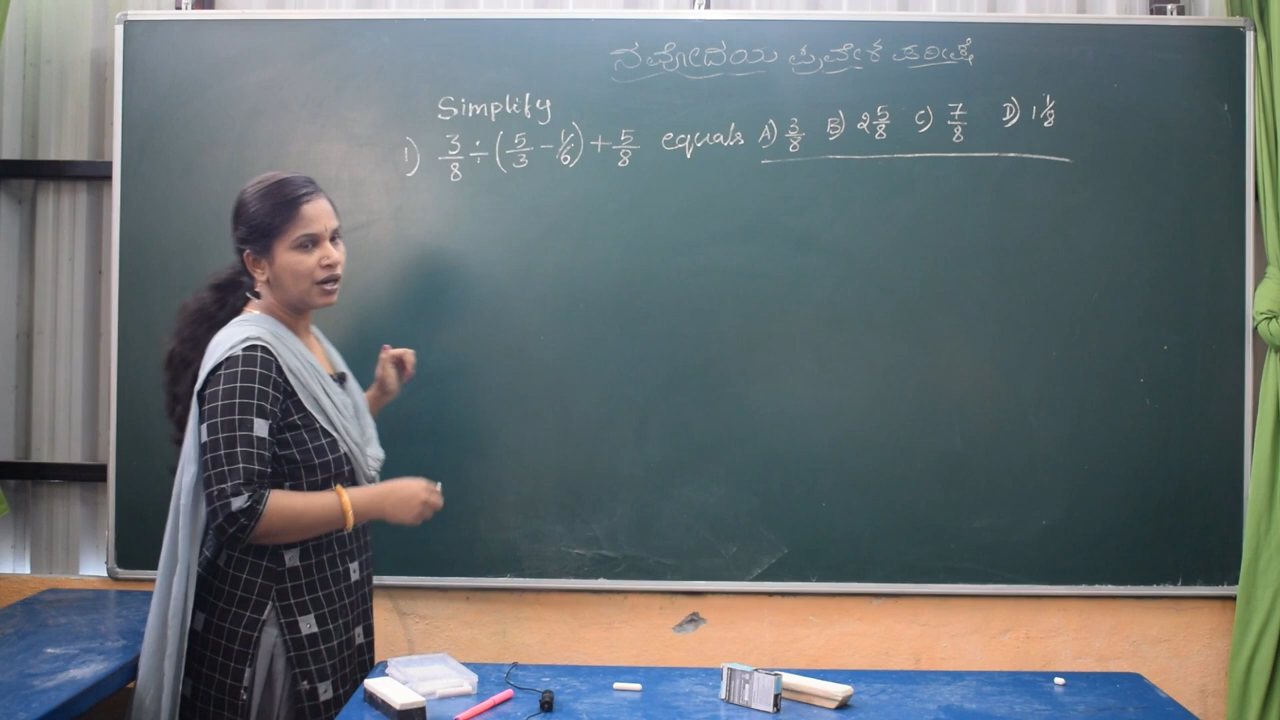 ನವೋದಯ ಪ್ರವೇಶ ಪರೀಕ್ಷೆ
Simplify
1) 3/8 ÷ (5/3 - 1/6) + 5/8 equals A) 3/8 B) 2 5/8 C) 7/8 D) 1 1/8